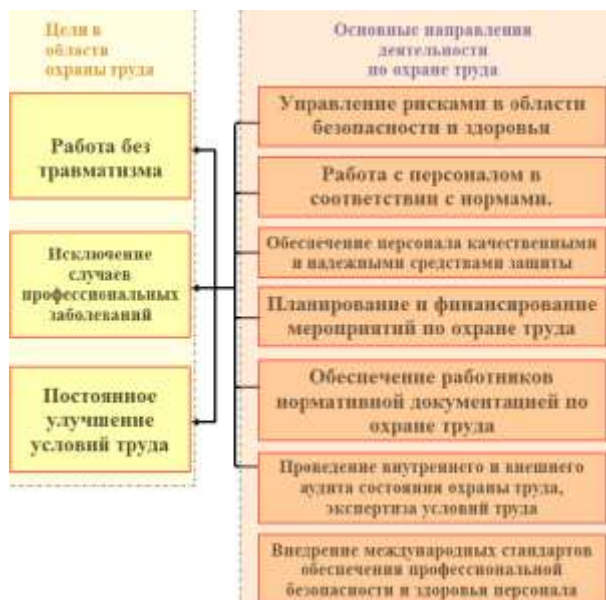 Цели в
области
охраны труда
Работа без
травматизма
Исключение
случаев
профессиональных
заболеваний
Постоянное
улучшение
условий труда
Основные направления
деятельности
по охране труда
Управление рисками в области
безопасности и здоровья
Работа с персоналом в
соответствии с нормами.
Обеспечение персонала качественными
и надежными средствами защиты
Планирование и финансирование
мероприятий по охране труда
Обеспечение работников
нормативной документацией по
охране труда
Проведение внутреннего и внешнего
аудита состояния охраны труда,
экспертиза условий труда
Внедрение международных стандартов
обеспечения профессиональной
безопасности и здоровья персонала